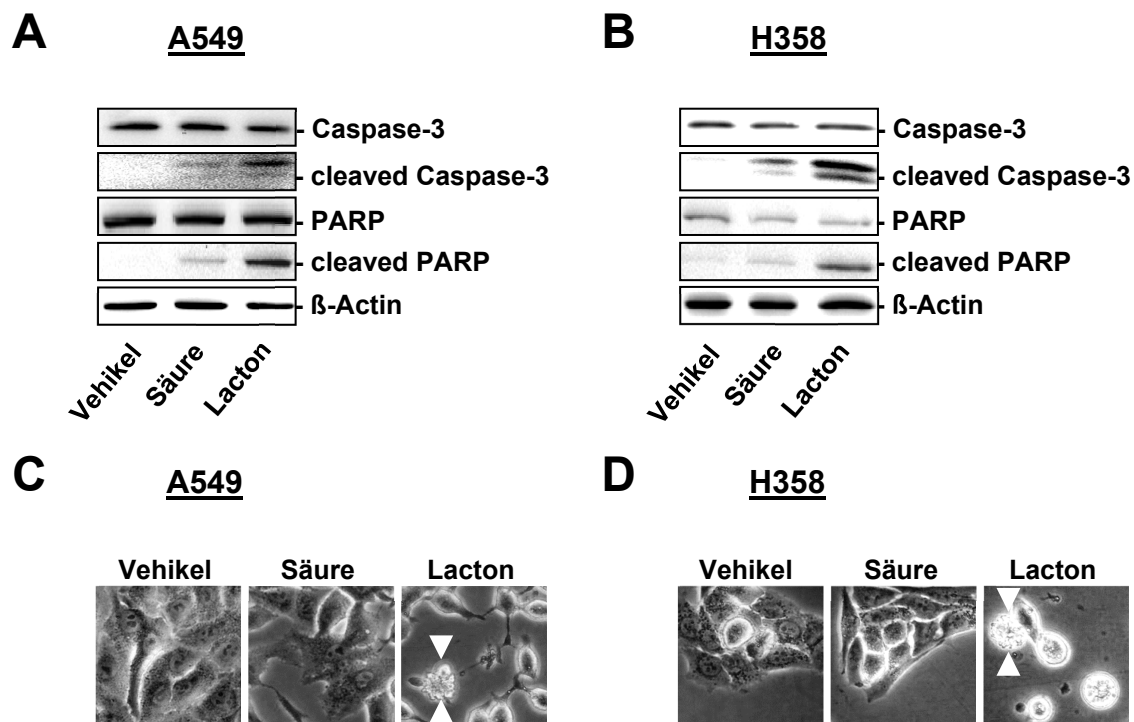 A
A549
- Caspase-3
- cleaved Caspase-3
- PARP
- cleaved PARP
- ß-Actin
Vehikel
Säure
Lacton
B
H358
- Caspase-3
- cleaved Caspase-3
- PARP
- cleaved PARP
- ß-Actin
Vehikel
Säure
Lacton
C
A549
Vehikel Säure Lacton
D
H358
Vehikel Säure Lacton